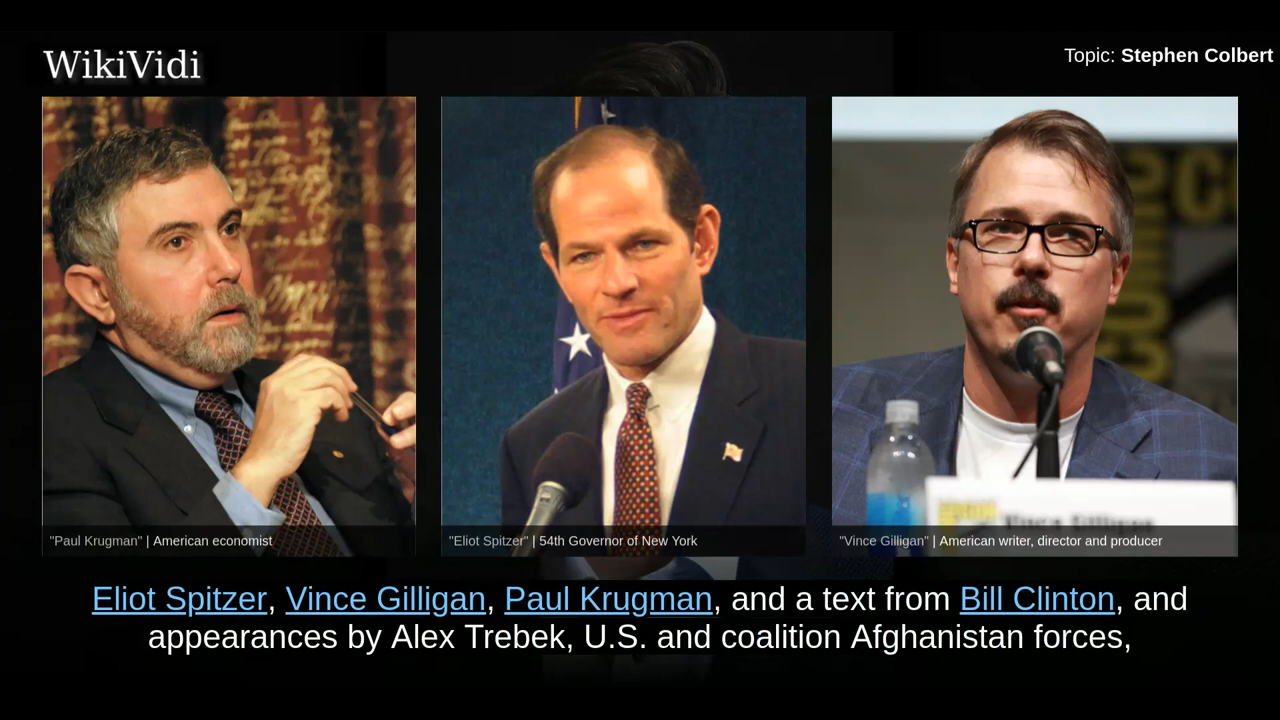 WikiVidi
Topic: Stephen Colbert
"Paul Krugman" | American economist
"Eliot Spitzer" | 54th Governor of New York
"Vince Gilligan" | American writer, director and producer
Eliot Spitzer, Vince Gilligan, Paul Krugman, and a text from Bill Clinton, and
appearances by Alex Trebek, U.S. and coalition Afghanistan forces,